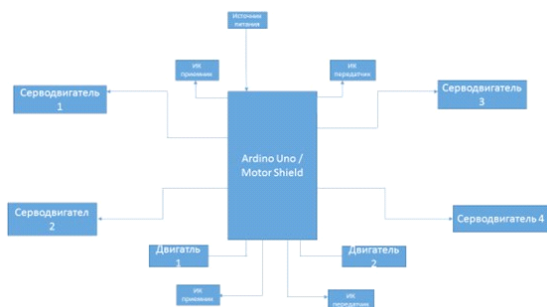 Источник
питания
ИК
приемник
ИК
передатчик
Серводвигатель
1
Серводвигатель
3
Ardino Uno /
Motor Shield
Серводвигател
2
Серводвигатель 4
Двигатль
1
Двигатель
2
ИК
приемник
ИК
передатчик